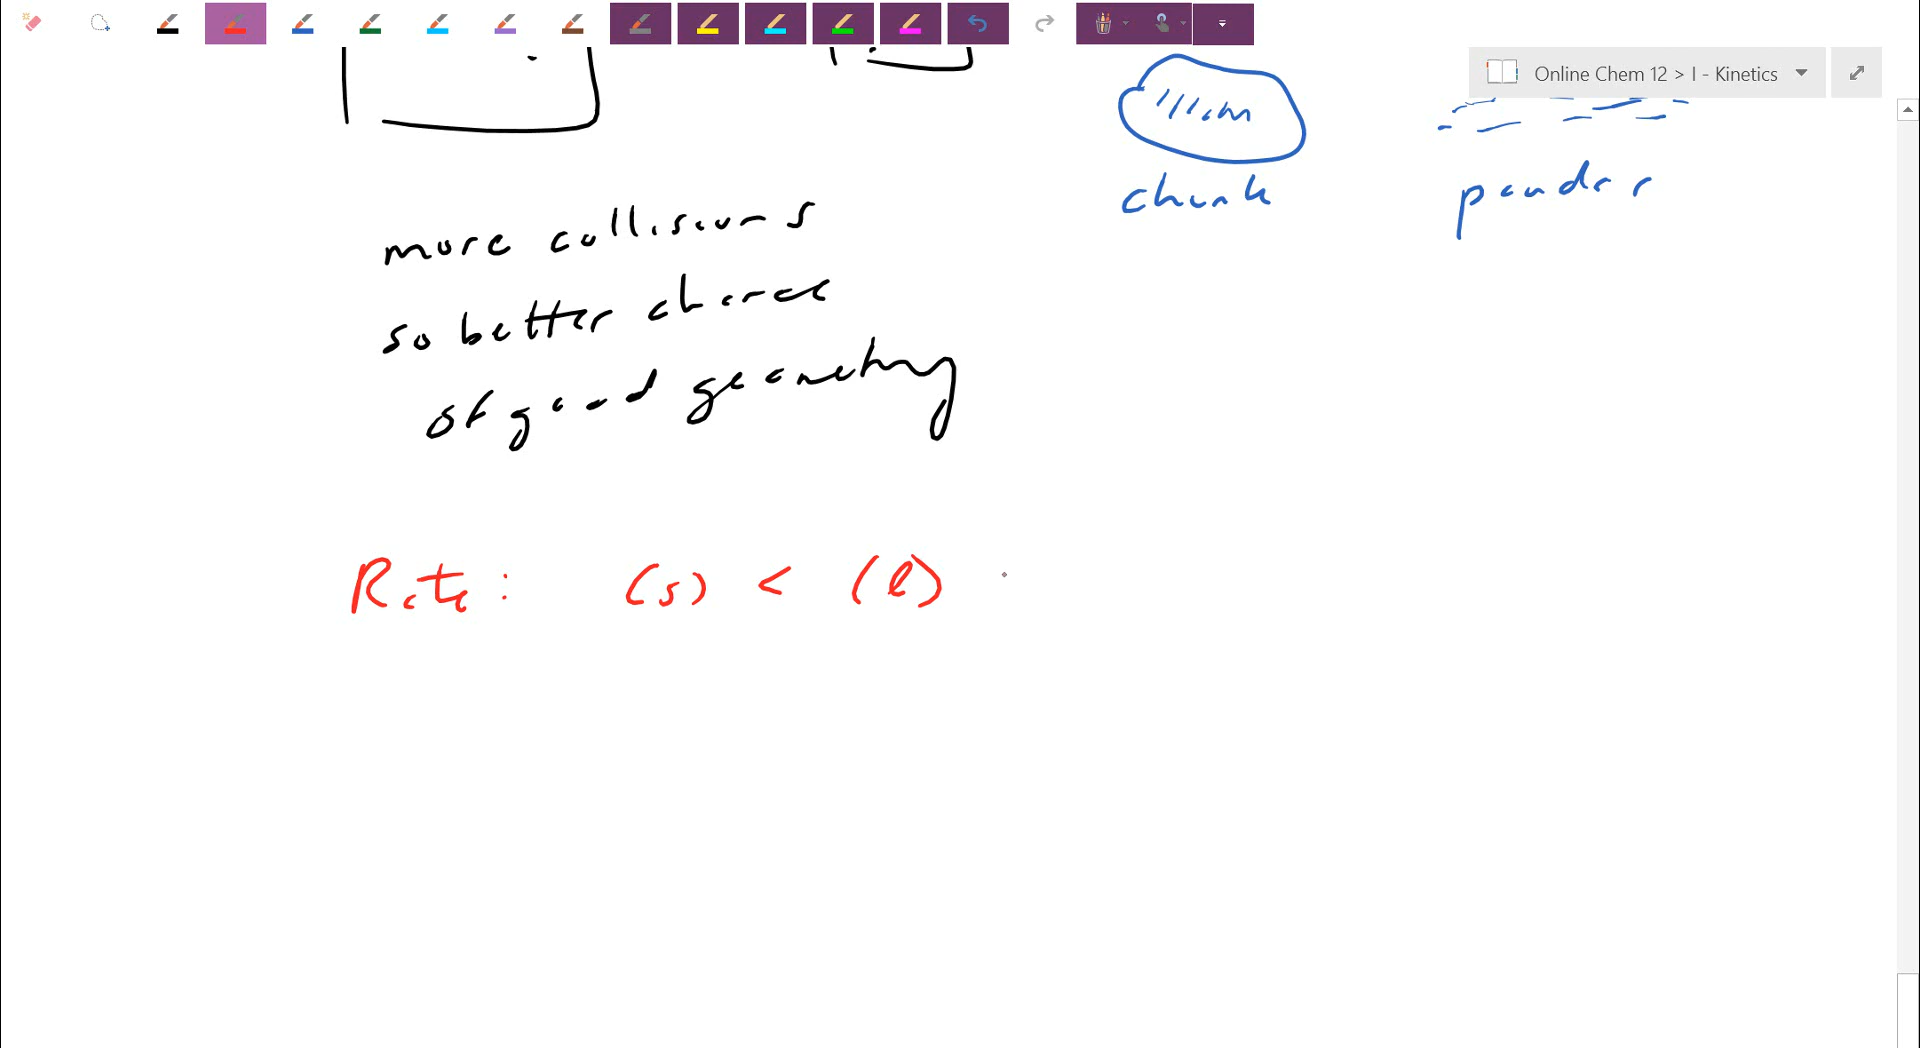 Online Chem 12 > I - Kinetics
chunk
powder
more collisions
so better chance
of good geometry
Rate: (s) < (l)